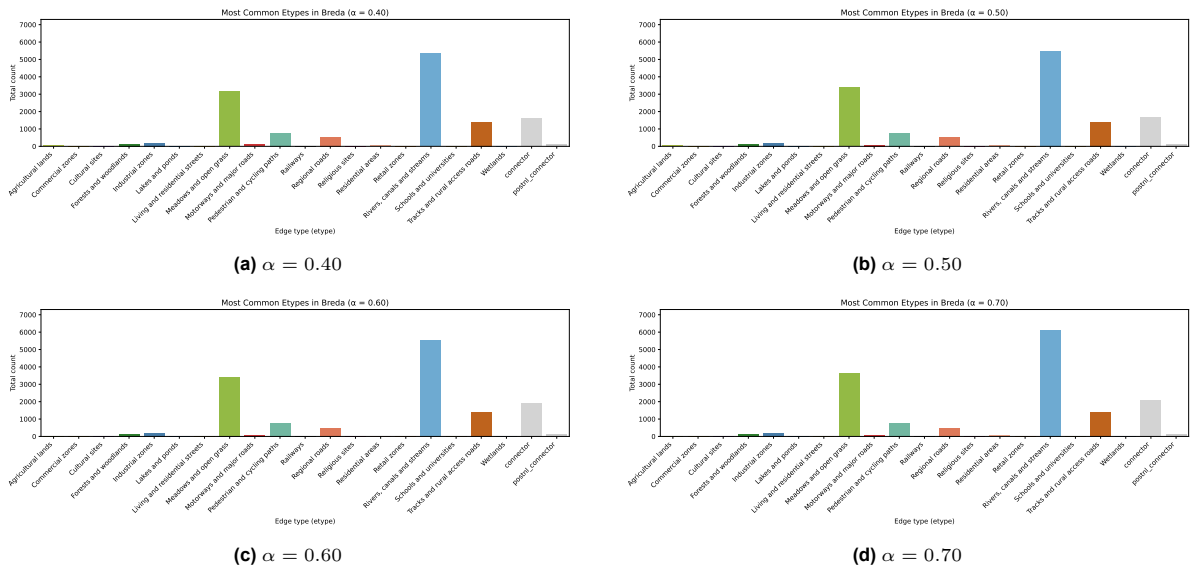 Most Common Etypes in Breda (α = 0.40)
Total count
7000
6000
5000
4000
3000
2000
1000
0
Agricultural lands
Commercial zones
Cultural sites
Forests and woodlands
Industrial zones
Lakes and ponds
Living and residential streets
Meadows and open grass
Motorways and major roads
Pedestrian and cycling paths
Railways
Regional roads
Religious sites
Residential areas
Retail zones
Rivers, canals and streams
Schools and universities
Tracks and rural access roads
Wetlands
connector
postnl_connector
Edge type (etype)
(a) α = 0.40
Most Common Etypes in Breda (α = 0.50)
Total count
7000
6000
5000
4000
3000
2000
1000
0
Agricultural lands
Commercial zones
Cultural sites
Forests and woodlands
Industrial zones
Lakes and ponds
Living and residential streets
Meadows and open grass
Motorways and major roads
Pedestrian and cycling paths
Railways
Regional roads
Religious sites
Residential areas
Retail zones
Rivers, canals and streams
Schools and universities
Tracks and rural access roads
Wetlands
connector
postnl_connector
Edge type (etype)
(b) α = 0.50
Most Common Etypes in Breda (α = 0.60)
Total count
7000
6000
5000
4000
3000
2000
1000
0
Agricultural lands
Commercial zones
Cultural sites
Forests and woodlands
Industrial zones
Lakes and ponds
Living and residential streets
Meadows and open grass
Motorways and major roads
Pedestrian and cycling paths
Railways
Regional roads
Religious sites
Residential areas
Retail zones
Rivers, canals and streams
Schools and universities
Tracks and rural access roads
Wetlands
connector
postnl_connector
Edge type (etype)
(c) α = 0.60
Most Common Etypes in Breda (α = 0.70)
Total count
7000
6000
5000
4000
3000
2000
1000
0
Agricultural lands
Commercial zones
Cultural sites
Forests and woodlands
Industrial zones
Lakes and ponds
Living and residential streets
Meadows and open grass
Motorways and major roads
Pedestrian and cycling paths
Railways
Regional roads
Religious sites
Residential areas
Retail zones
Rivers, canals and streams
Schools and universities
Tracks and rural access roads
Wetlands
connector
postnl_connector
Edge type (etype)
(d) α = 0.70